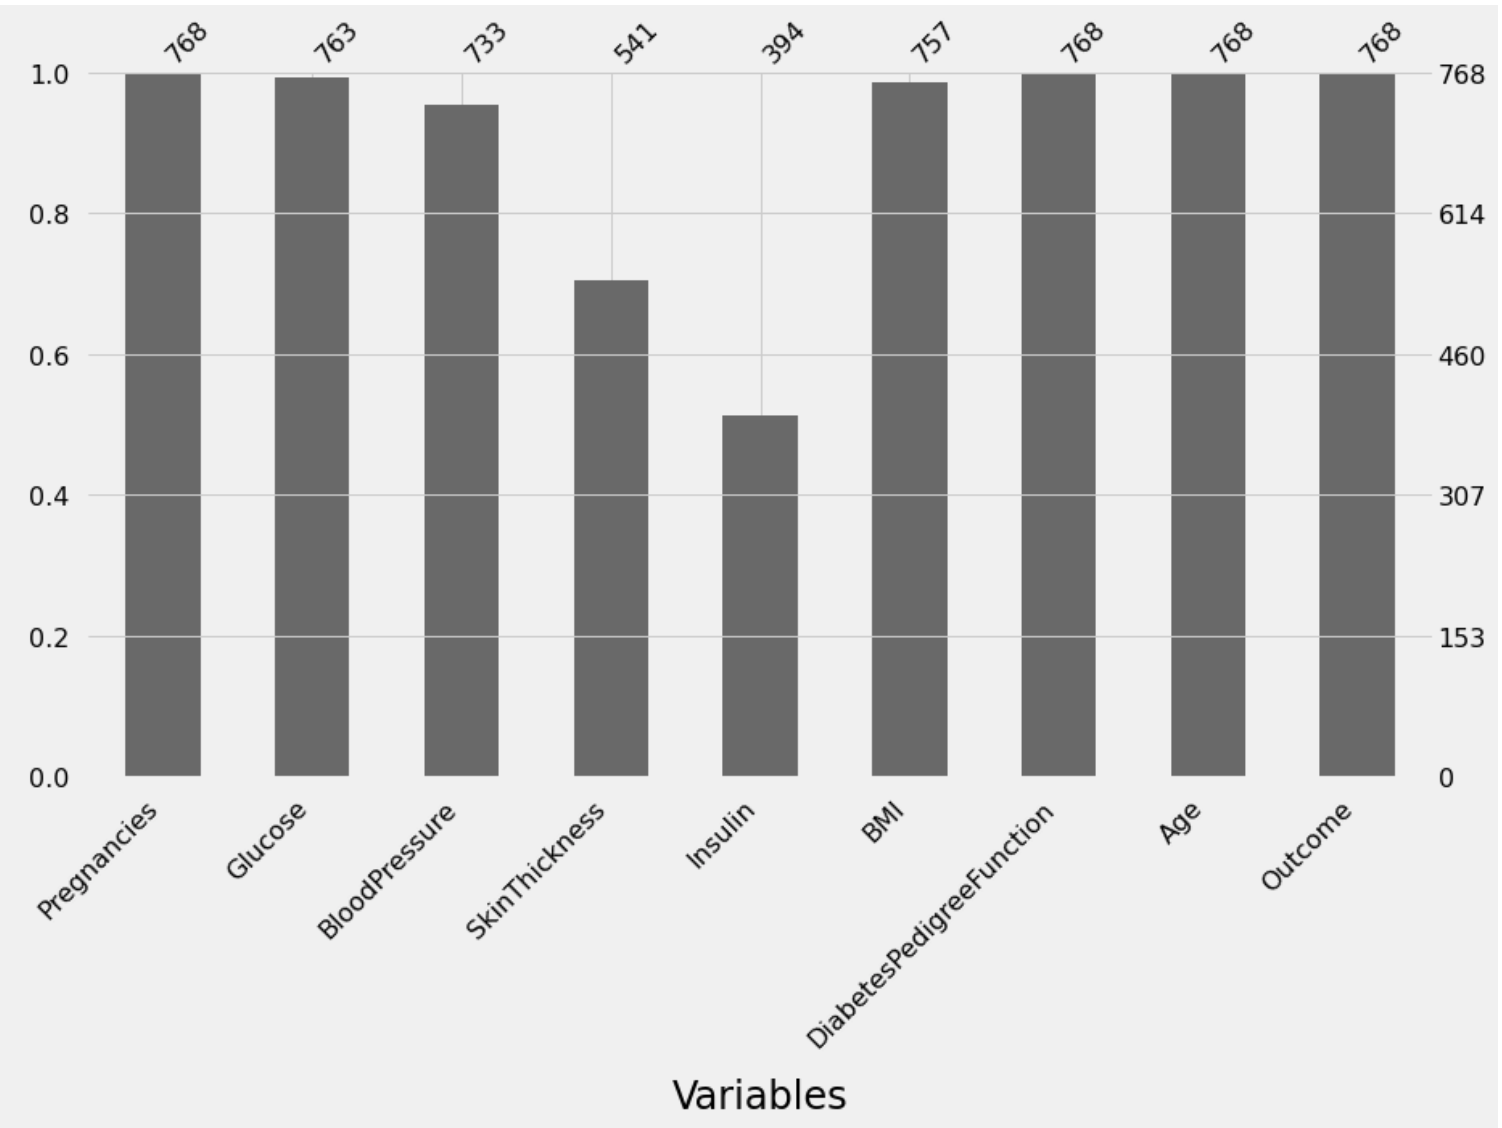 768 763 733 541 394 757 768 768 768
1.0 768
0.8 614
0.6 460
0.4 307
0.2 153
0.0 0
Pregnancies Glucose BloodPressure SkinThickness Insulin BMI DiabetesPedigreeFunction Age Outcome
Variables